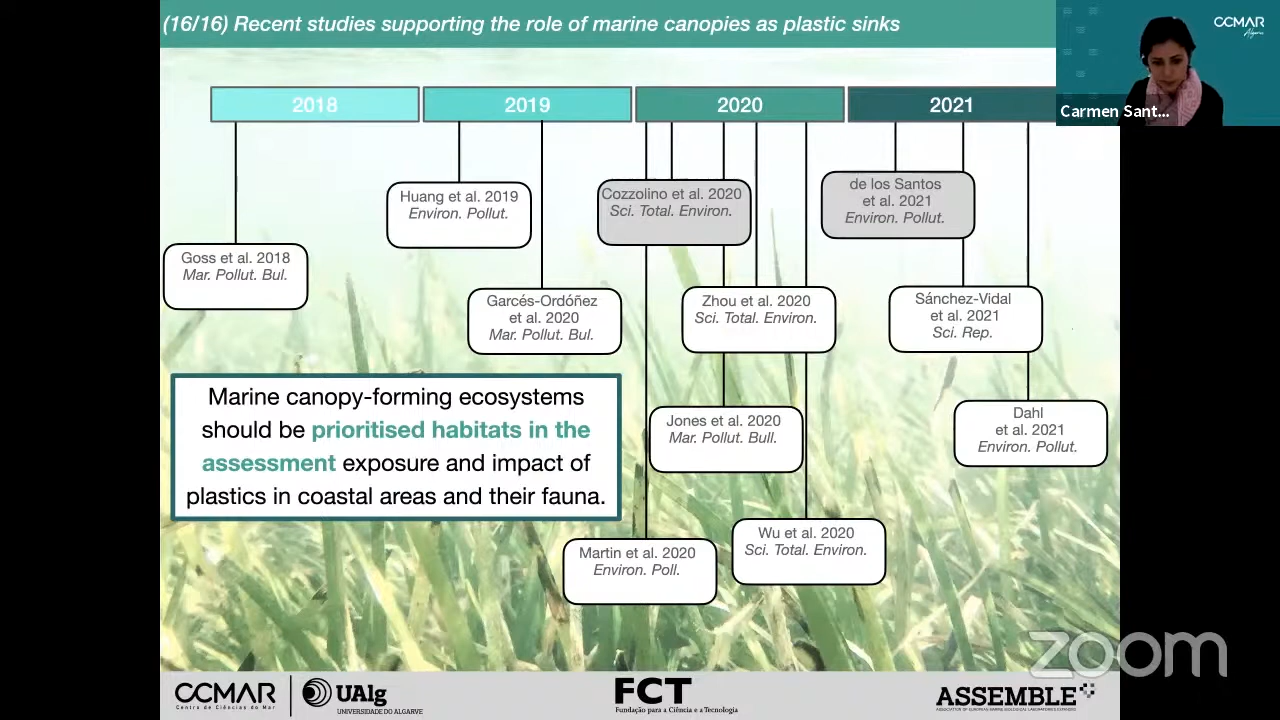 (16/16) Recent studies supporting the role of marine canopies as plastic sinks
CCMAR
Algarve
Carmen Sant...
2018
2019
2020
2021
Goss et al. 2018
Mar. Pollut. Bul.
Huang et al. 2019
Environ. Pollut.
Garcés-Ordóñez
et al. 2020
Mar. Pollut. Bul.
Cozzolino et al. 2020
Sci. Total. Environ.
Zhou et al. 2020
Sci. Total. Environ.
Jones et al. 2020
Mar. Pollut. Bull.
Martin et al. 2020
Environ. Poll.
Wu et al. 2020
Sci. Total. Environ.
de los Santos
et al. 2021
Environ. Pollut.
Sánchez-Vidal
et al. 2021
Sci. Rep.
Dahl
et al. 2021
Environ. Pollut.
Marine canopy-forming ecosystems
should be prioritised habitats in the
assessment exposure and impact of
plastics in coastal areas and their fauna.
zoom
CCMAR
Centro de Ciências do Mar
UAlg
UNIVERSIDADE DO ALGARVE
FCT
Fundação para a Ciência e a Tecnologia
ASSEMBLE
ASSOCIATION OF EUROPEAN MARINE BIOLOGICAL LABORATORIES EXPANDED